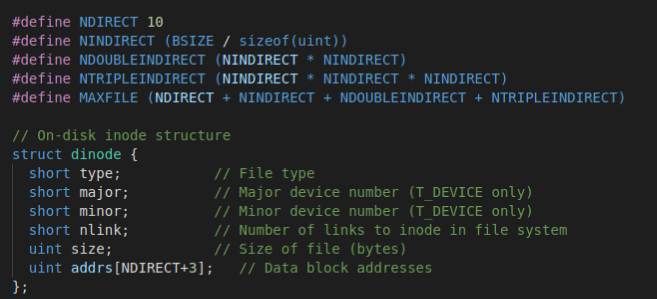 #define NDIRECT 10
#define NINDIRECT (BSIZE / sizeof(uint))
#define NDOUBLEINDIRECT (NINDIRECT * NINDIRECT)
#define NTRIPLEINDIRECT (NINDIRECT * NINDIRECT * NINDIRECT)
#define MAXFILE (NDIRECT + NINDIRECT + NDOUBLEINDIRECT + NTRIPLEINDIRECT)

// On-disk inode structure
struct dinode {
  short type;           // File type
  short major;          // Major device number (T_DEVICE only)
  short minor;          // Minor device number (T_DEVICE only)
  short nlink;          // Number of links to inode in file system
  uint size;            // Size of file (bytes)
  uint addrs[NDIRECT+3];   // Data block addresses
};